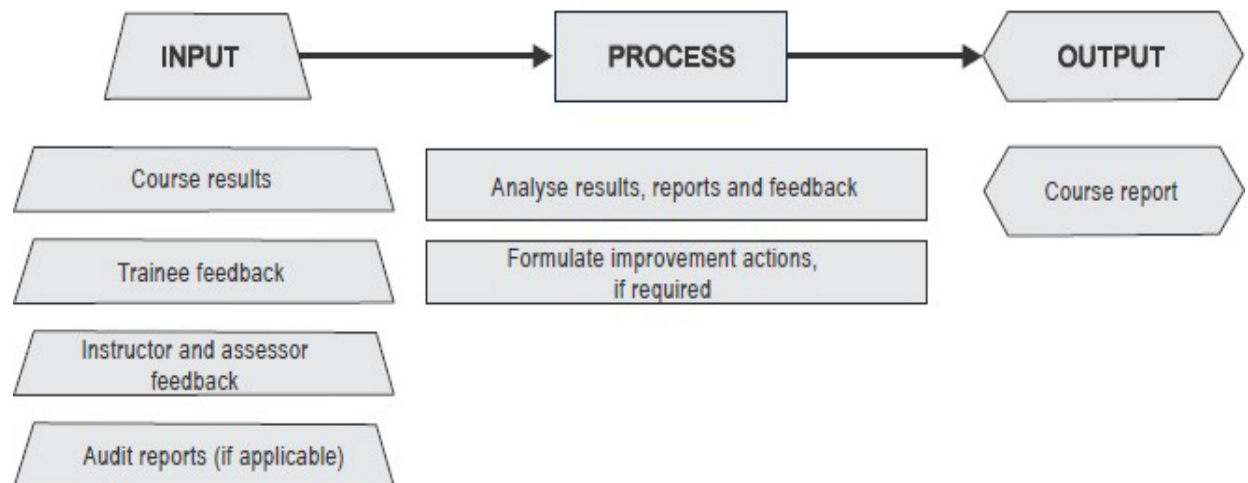 INPUT
PROCESS
OUTPUT
Course results
Trainee feedback
Instructor and assessor
feedback
Audit reports (if applicable)
Analyse results, reports and feedback
Formulate improvement actions,
if required
Course report